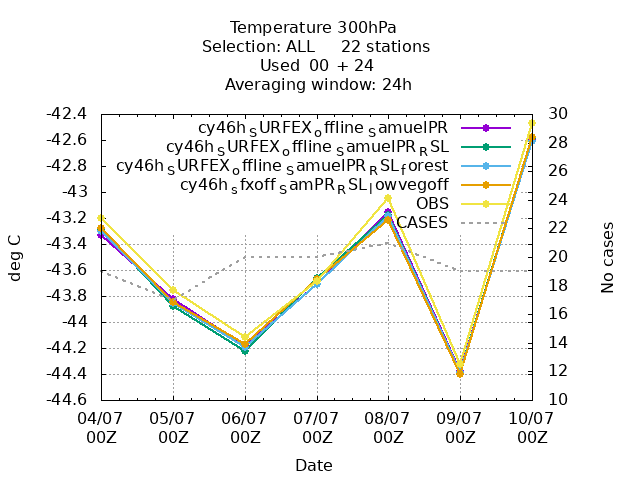 Temperature 300hPa
Selection: ALL 22 stations
Used 00 + 24
Averaging window: 24h
cy46h_SURFEX_offline_SamuelPR
cy46h_SURFEX_offline_SamuelPR_RSL
cy46h_SURFEX_offline_SamuelPR_RSL_forest
cy46h_sfxoff_SamPR_RSL_lowvegoff
OBS
CASES
-42.4
-42.6
-42.8
-43
-43.2
-43.4
-43.6
-43.8
-44
-44.2
-44.4
-44.6
deg C
30
28
26
24
22
20
18
16
14
12
10
No cases
04/07 05/07 06/07 07/07 08/07 09/07 10/07
00Z 00Z 00Z 00Z 00Z 00Z 00Z
Date